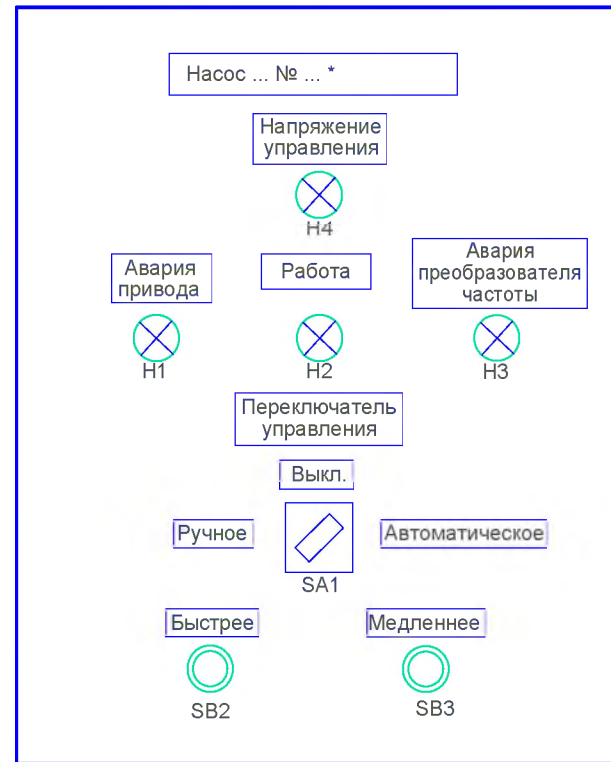 Насос ... № ... *
Напряжение
управления
H4
Авария
привода
Работа
Авария
преобразователя
частоты
H1
H2
H3
Переключатель
управления
Выкл.
Ручное
Автоматическое
SA1
Быстрее
Медленнее
SB2
SB3